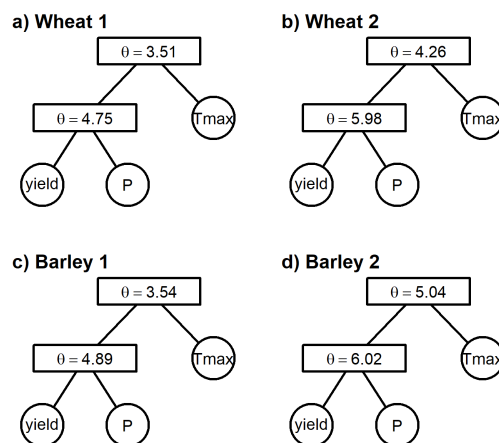 a) Wheat 1
θ = 3.51
θ = 4.75
Tmax
yield
P
b) Wheat 2
θ = 4.26
θ = 5.98
Tmax
yield
P
c) Barley 1
θ = 3.54
θ = 4.89
Tmax
yield
P
d) Barley 2
θ = 5.04
θ = 6.02
Tmax
yield
P